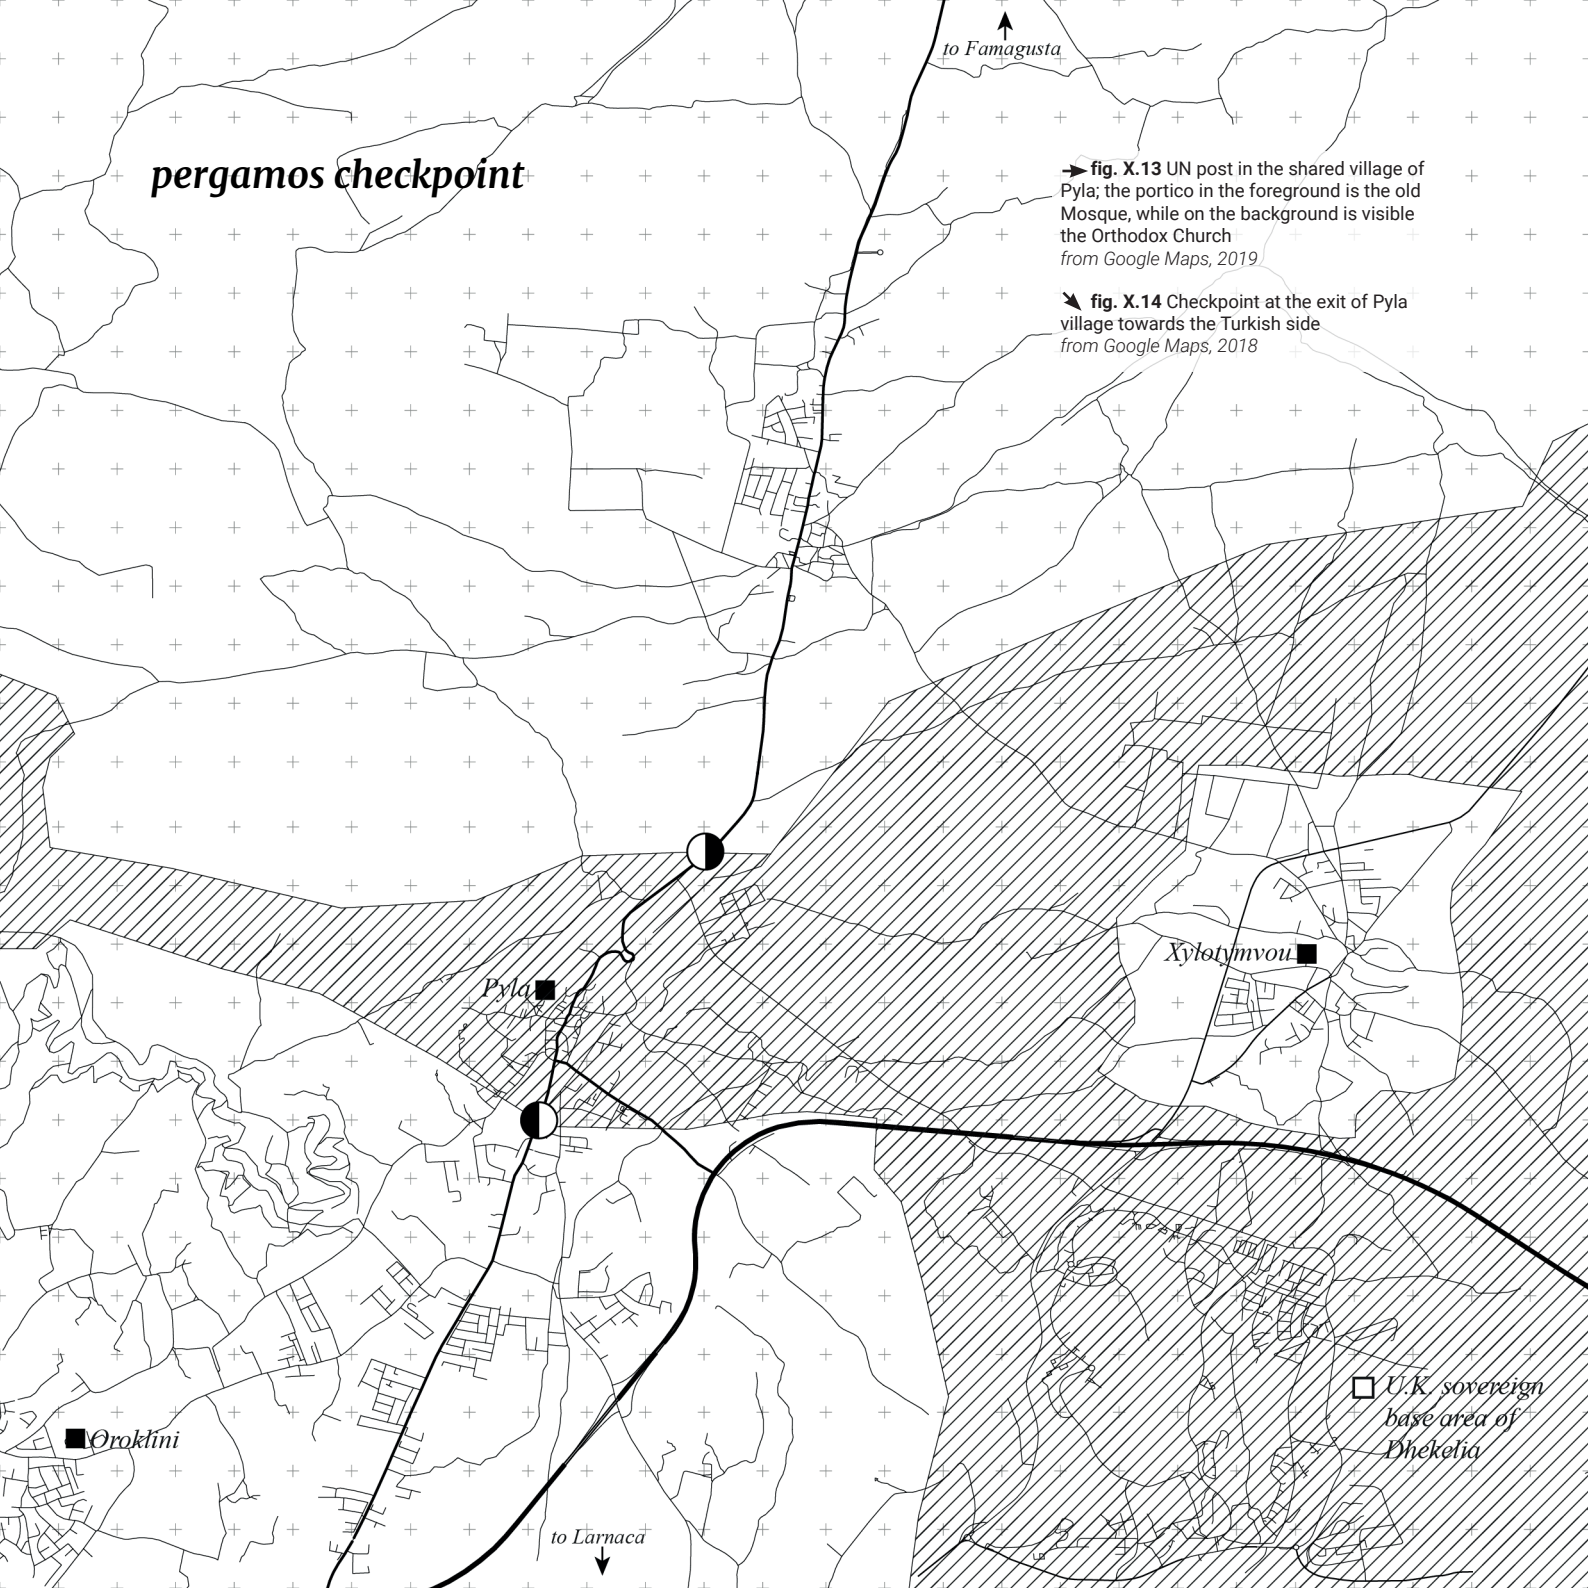 to Famagusta
pergamos checkpoint
fig. X.13 UN post in the shared village of
Pyla; the portico in the foreground is the old
Mosque, while on the background is visible
the Orthodox Church
from Google Maps, 2019
fig. X.14 Checkpoint at the exit of Pyla
village towards the Turkish side
from Google Maps, 2018
Xylotymvou
Pyla
U.K. sovereign
base area of
Dhekelia
Oroklini
to Larnaca